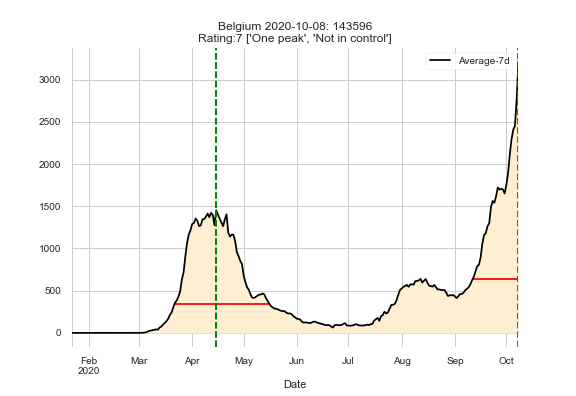 Belgium 2020-10-08: 143596
Rating:7 ['One peak', 'Not in control']
Average-7d
3000
2500
2000
1500
1000
500
0
Feb Mar Apr May Jun Jul Aug Sep Oct
2020
Date